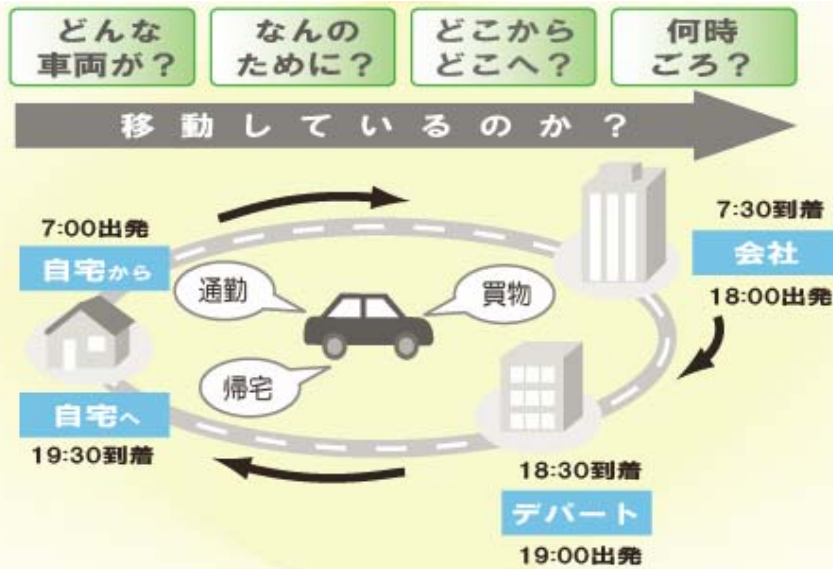 どんな
車両が？
なんの
ために？
どこから
どこへ？
何時
ごろ？
移動しているのか？
7:00出発
自宅から
通勤
買物
帰宅
7:30到着
会社
18:00出発
自宅へ
19:30到着
18:30到着
デパート
19:00出発